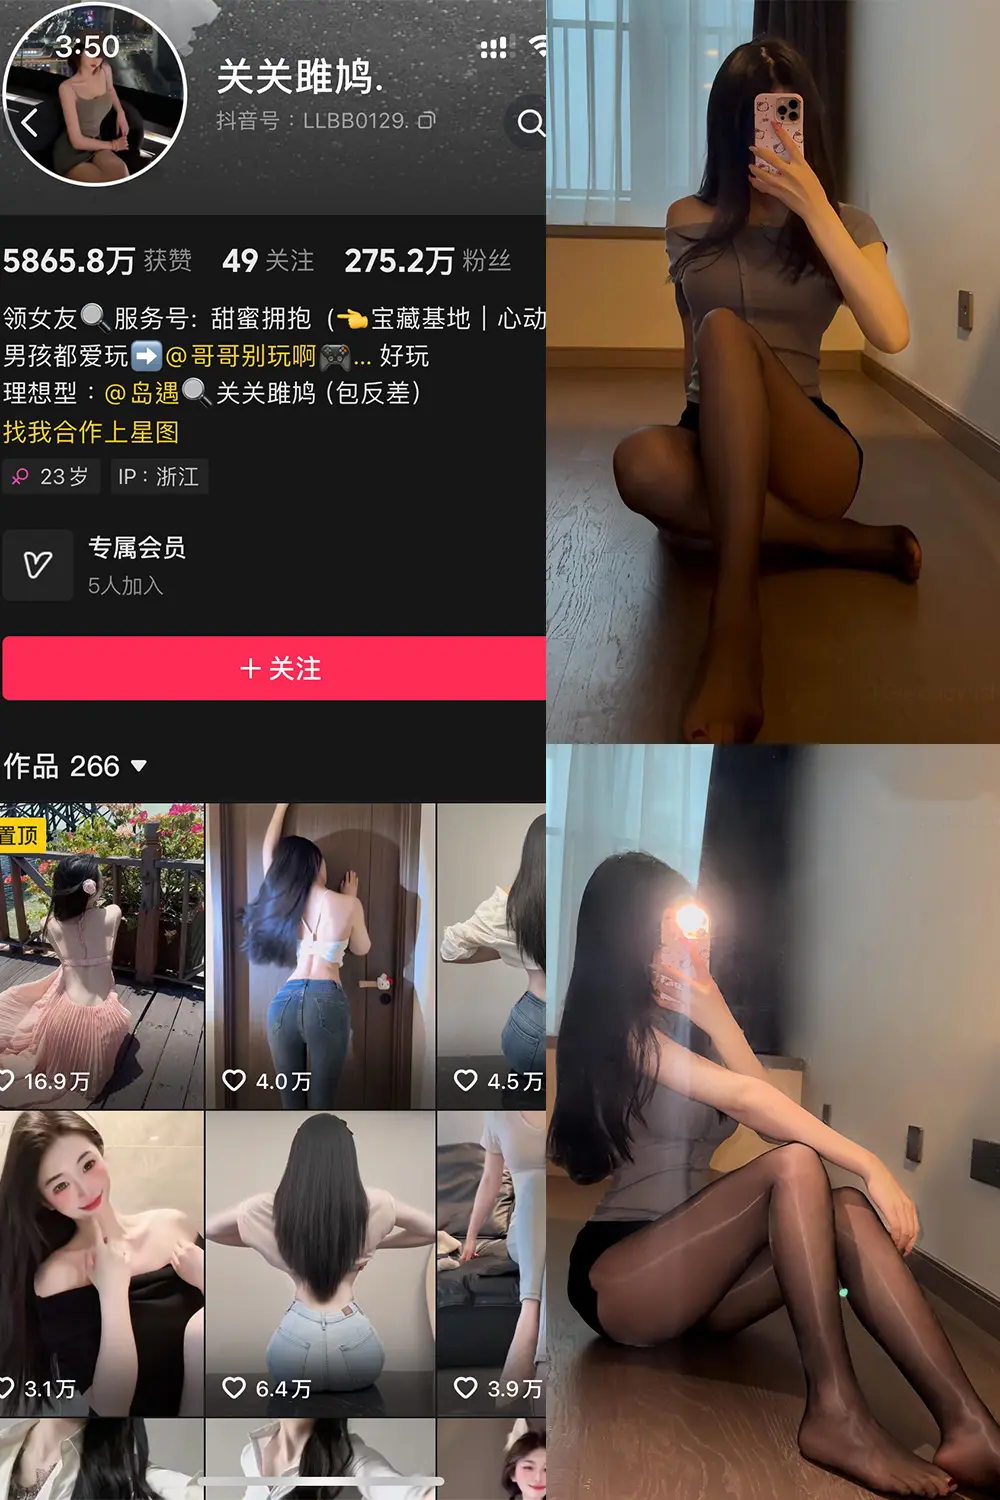 3:50
关关雎鸠.
抖音号：LLBB0129.
5865.8万 获赞 49 关注 275.2万 粉丝
领女友🔍服务号: 甜蜜拥抱 (👈宝藏基地｜心动
男孩都爱玩➡️@哥哥别玩啊🎮... 好玩
理想型：@岛遇🔍关关雎鸠 (包反差)
找我合作上星图
23岁 IP：浙江
专属会员
5人加入
＋关注
作品 266
置顶
16.9万 4.0万 4.5万
3.1万 6.4万 3.9万